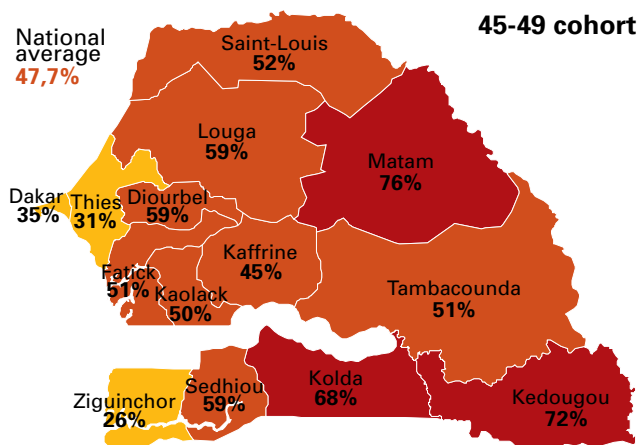 45-49 cohort
National
average
47,7%
Saint-Louis
52%
Louga
59%
Matam
76%
Dakar
35%
Thies
31%
Diourbel
59%
Fatick
51%
Kaolack
50%
Kaffrine
45%
Tambacounda
51%
Ziguinchor
26%
Sedhiou
59%
Kolda
68%
Kedougou
72%